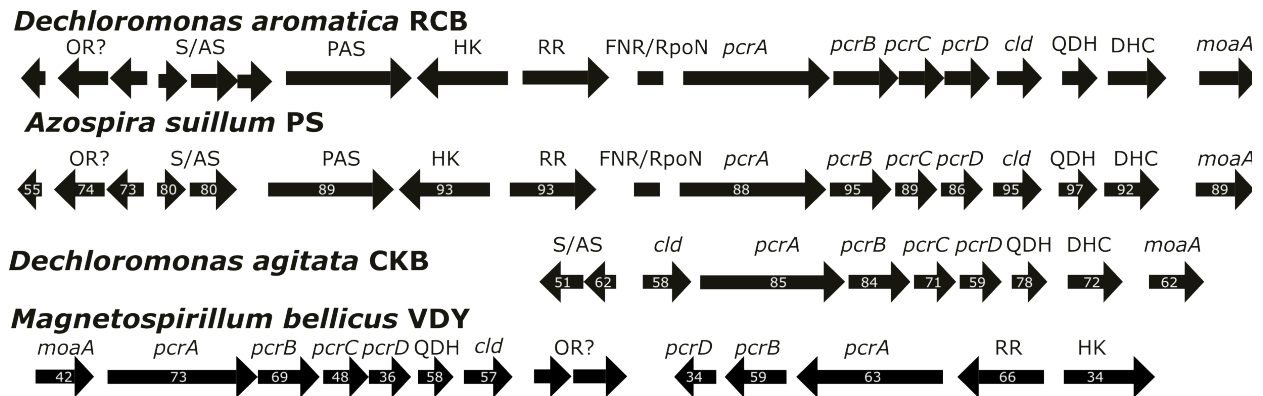 Dechloromonas aromatica RCB
OR? S/AS PAS HK RR FNR/RpoN pcrA pcrB pcrC pcrD cld QDH DHC moaA
Azospira suillum PS
OR? S/AS PAS HK RR FNR/RpoN pcrA pcrB pcrC pcrD cld QDH DHC moaA
55 74 73 80 80 89 93 93 88 95 89 86 95 97 92 89
S/AS cld pcrA pcrB pcrC pcrD QDH DHC moaA
Dechloromonas agitata CKB
51 62 58 85 84 71 59 78 72 62
Magnetospirillum bellicus VDY
moaA pcrA pcrB pcrC pcrD QDH cld OR? pcrD pcrB pcrA RR HK
42 73 69 48 36 58 57 34 59 63 66 34